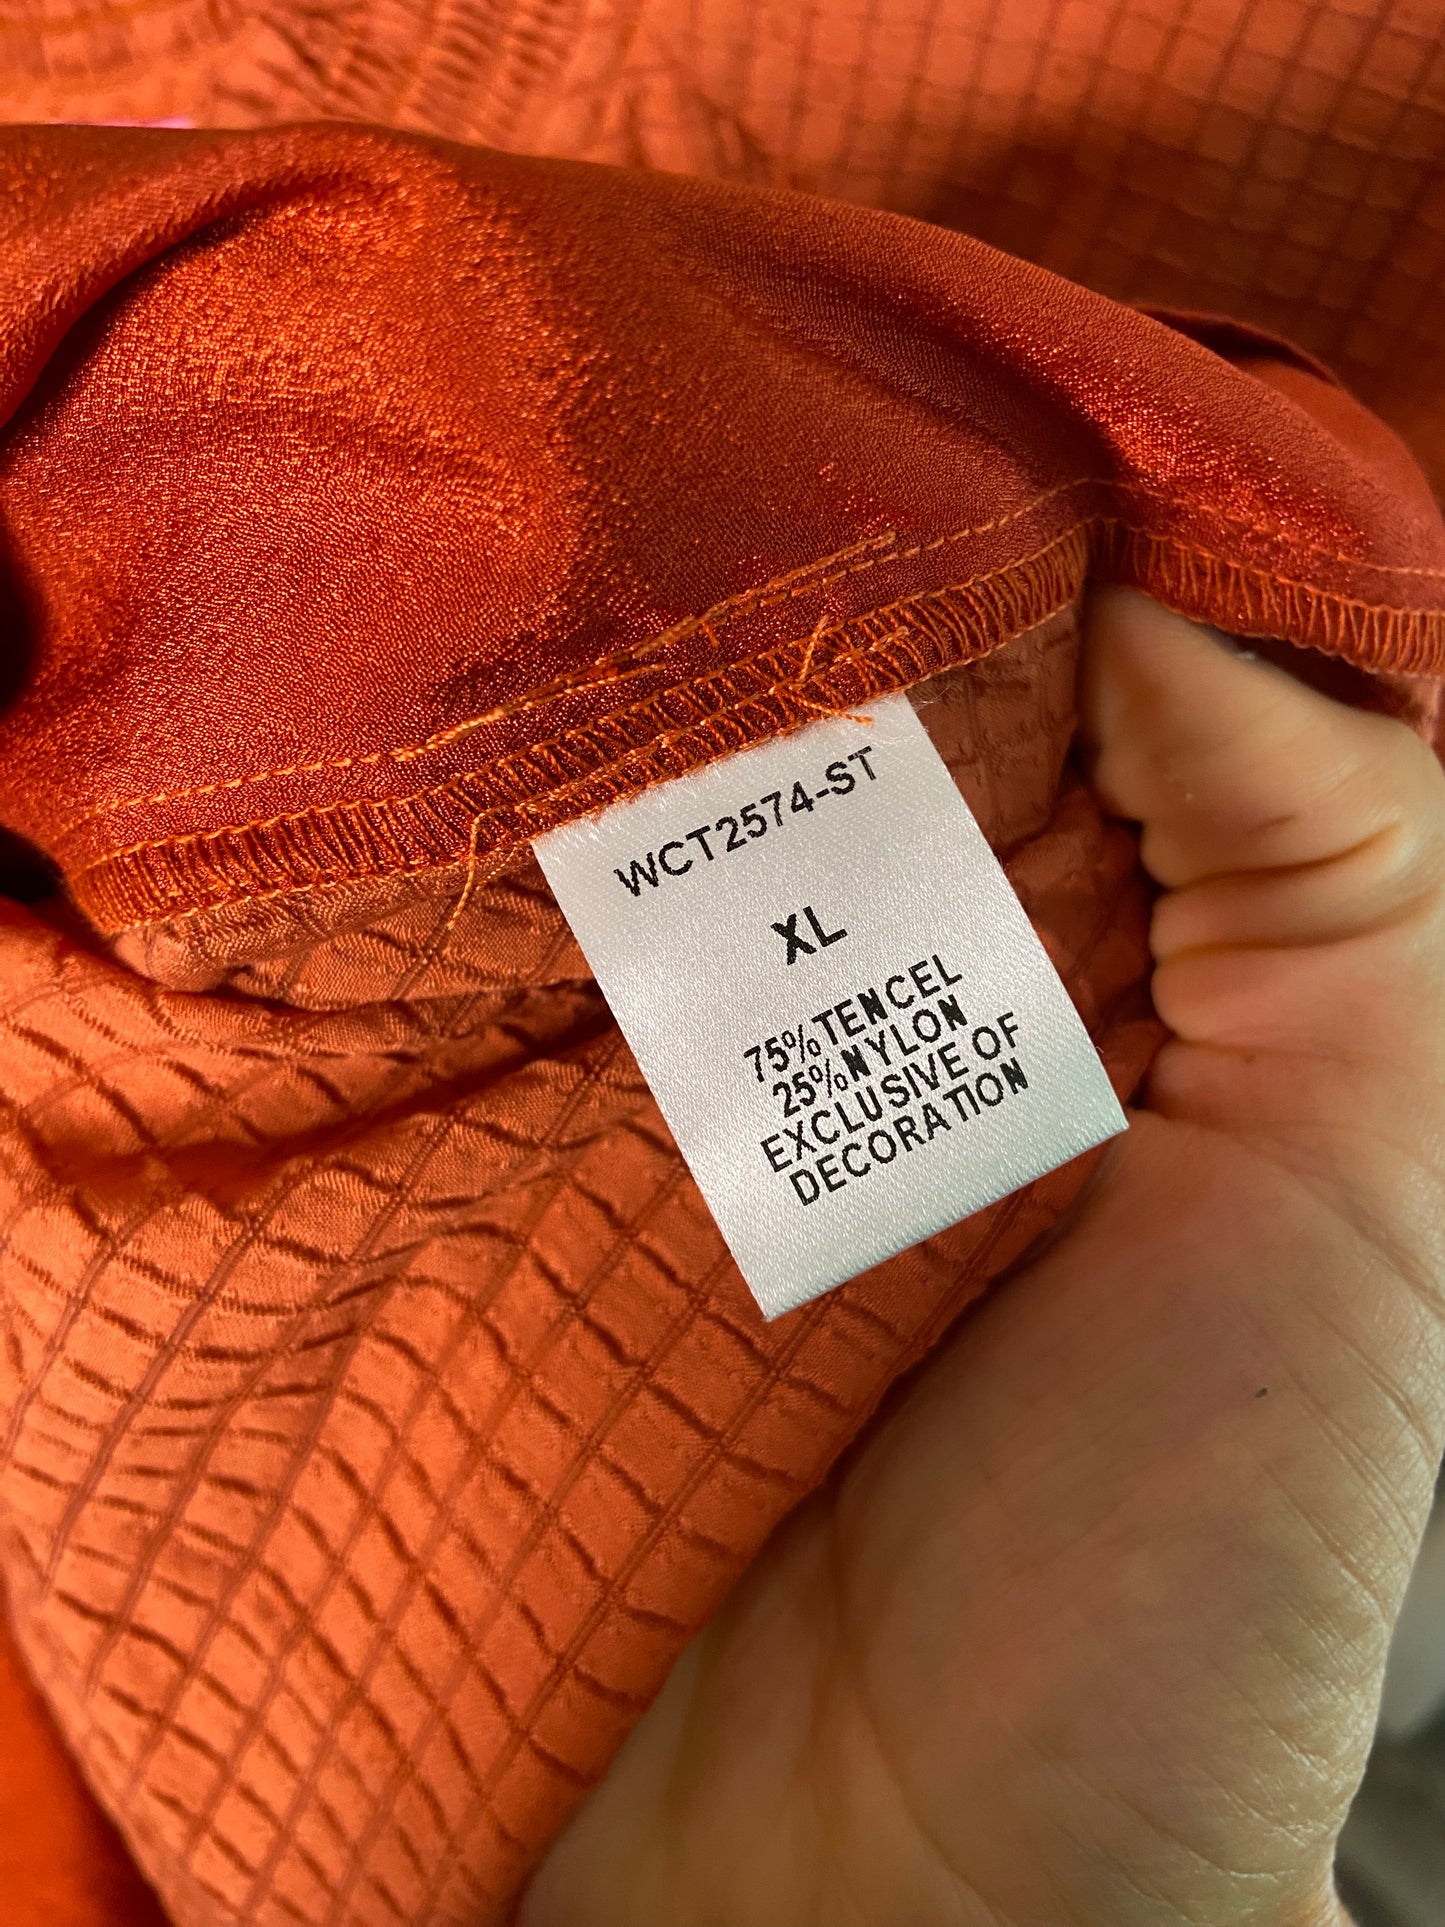 WCT2574-ST
XL
75%TENCEL
25%NYLON
EXCLUSIVE OF
DECORATION